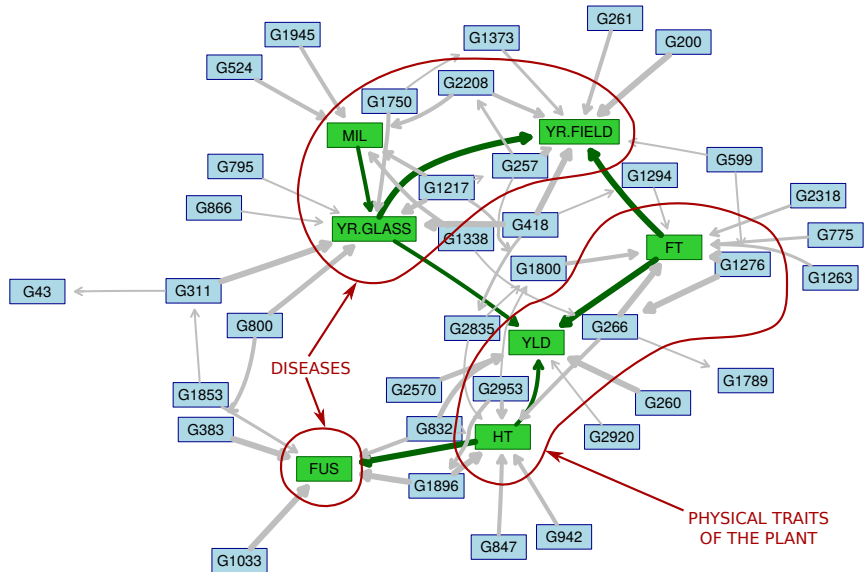 G261
G1945
G1373
G200
G524
G2208
G1750
MIL
YR.FIELD
G599
G795
G257
G1294
G1217
G2318
G866
YR.GLASS
G418
G775
G1338
FT
G1800
G1276
G1263
G43
G311
G800
G2835
G266
YLD
DISEASES
G1789
G1853
G2570
G2953
G260
G383
G832
HT
G2920
FUS
G1896
PHYSICAL TRAITS
OF THE PLANT
G942
G847
G1033